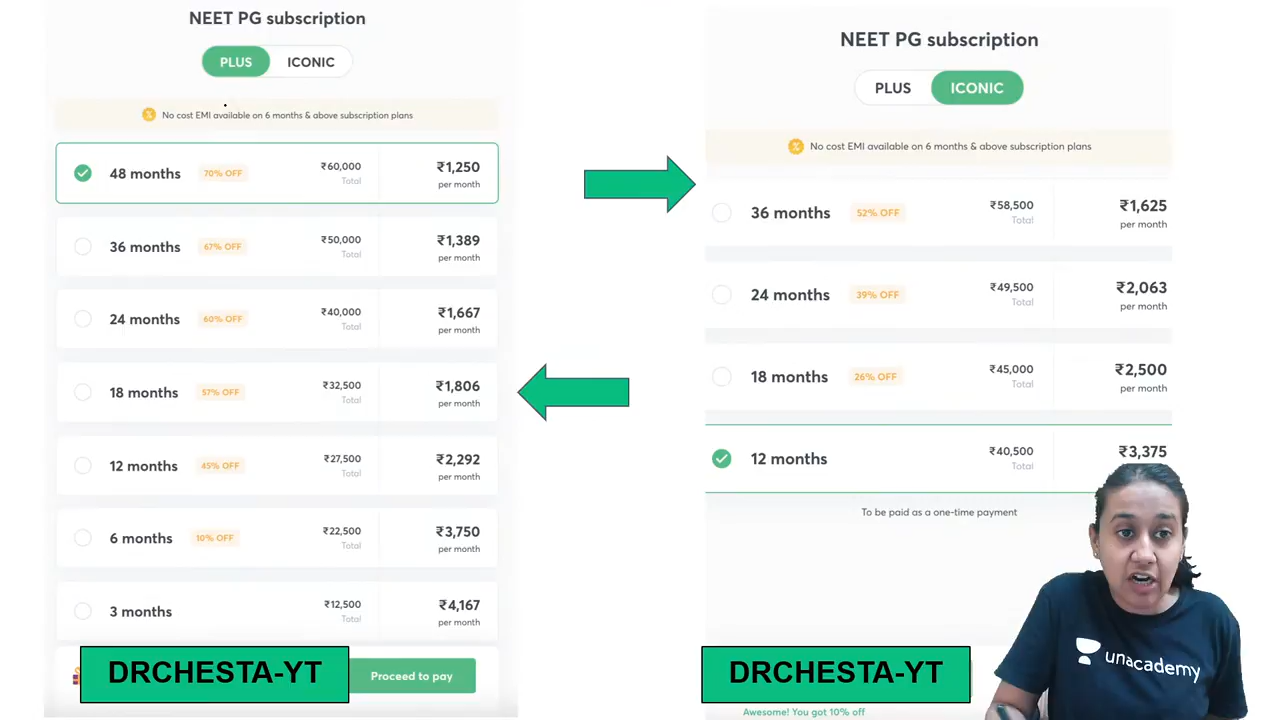 NEET PG subscription
PLUS ICONIC
No cost EMI available on 6 months & above subscription plans
48 months 70% OFF ₹60,000 Total ₹1,250 per month
36 months 67% OFF ₹50,000 Total ₹1,389 per month
24 months 60% OFF ₹40,000 Total ₹1,667 per month
18 months 57% OFF ₹32,500 Total ₹1,806 per month
12 months 45% OFF ₹27,500 Total ₹2,292 per month
6 months 10% OFF ₹22,500 Total ₹3,750 per month
3 months ₹12,500 Total ₹4,167 per month
DRCHESTA-YT
Proceed to pay
NEET PG subscription
PLUS ICONIC
No cost EMI available on 6 months & above subscription plans
36 months 52% OFF ₹58,500 Total ₹1,625 per month
24 months 39% OFF ₹49,500 Total ₹2,063 per month
18 months 26% OFF ₹45,000 Total ₹2,500 per month
12 months ₹40,500 Total ₹3,375
To be paid as a one-time payment
DRCHESTA-YT
Awesome! You got 10% off
unacademy